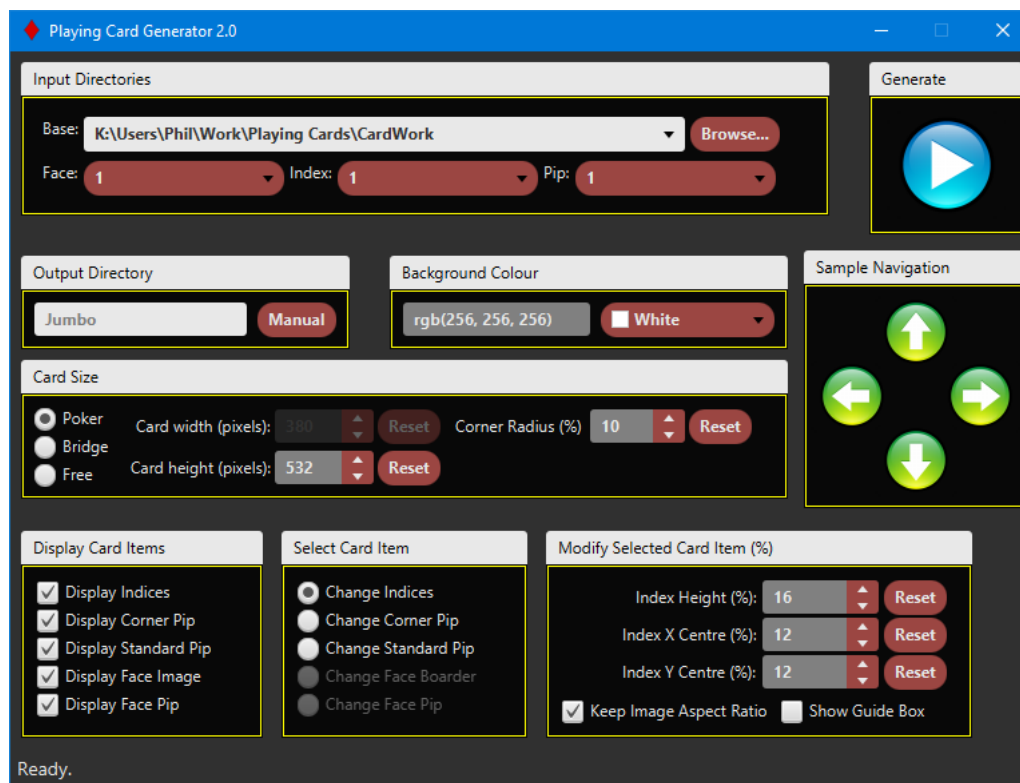 Playing Card Generator 2.0
Input Directories
Generate
Base: K:\Users\Phil\Work\Playing Cards\CardWork Browse...
Face: 1 Index: 1 Pip: 1
Output Directory
Background Colour
Sample Navigation
Jumbo Manual
rgb(256, 256, 256) White
Card Size
Poker
Bridge
Free
Card width (pixels): 380 Reset Corner Radius (%) 10 Reset
Card height (pixels): 532 Reset
Display Card Items
Display Indices
Display Corner Pip
Display Standard Pip
Display Face Image
Display Face Pip
Select Card Item
Change Indices
Change Corner Pip
Change Standard Pip
Change Face Boarder
Change Face Pip
Modify Selected Card Item (%)
Index Height (%): 16 Reset
Index X Centre (%): 12 Reset
Index Y Centre (%): 12 Reset
Keep Image Aspect Ratio Show Guide Box
Ready.